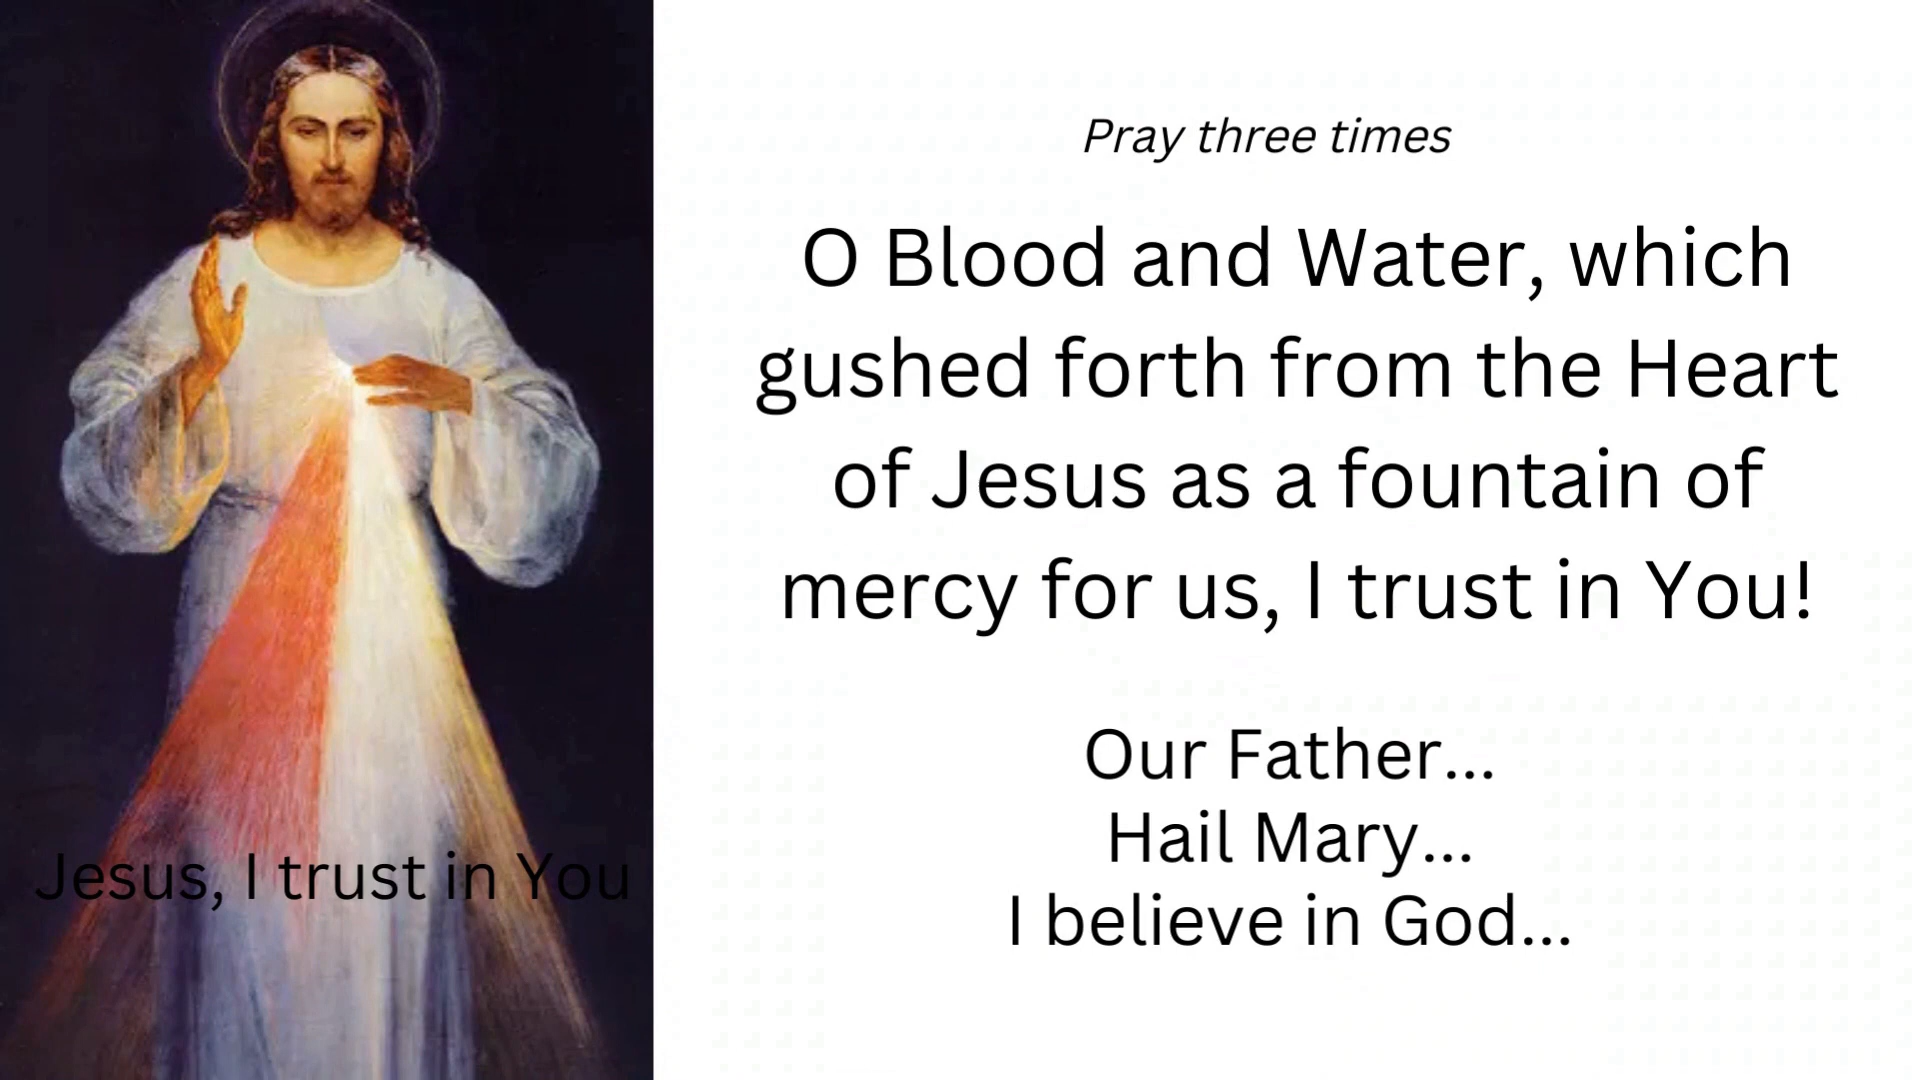 Pray three times
O Blood and Water, which
gushed forth from the Heart
of Jesus as a fountain of
mercy for us, I trust in You!
Our Father...
Hail Mary...
I believe in God...
Jesus, I trust in You